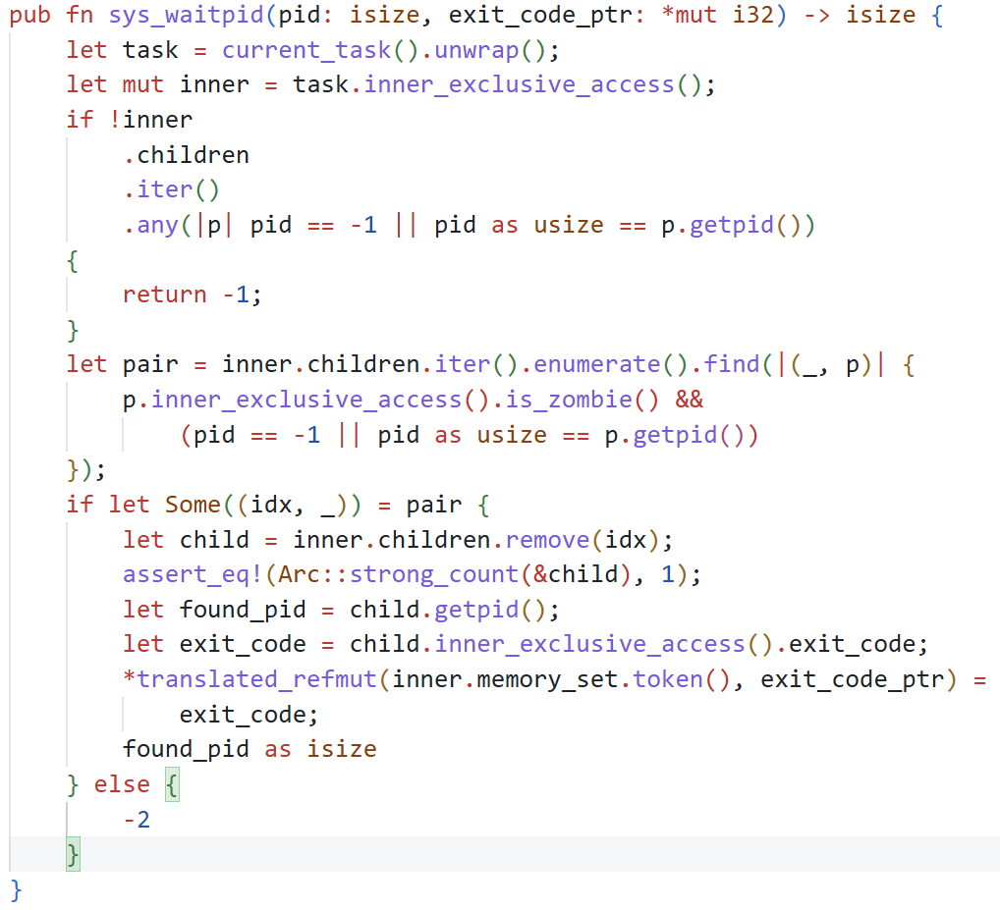 pub fn sys_waitpid(pid: isize, exit_code_ptr: *mut i32) -> isize {
    let task = current_task().unwrap();
    let mut inner = task.inner_exclusive_access();
    if !inner
        .children
        .iter()
        .any(|p| pid == -1 || pid as usize == p.getpid())
    {
        return -1;
    }
    let pair = inner.children.iter().enumerate().find(|(_, p)| {
        p.inner_exclusive_access().is_zombie() &&
            (pid == -1 || pid as usize == p.getpid())
    });
    if let Some((idx, _)) = pair {
        let child = inner.children.remove(idx);
        assert_eq!(Arc::strong_count(&child), 1);
        let found_pid = child.getpid();
        let exit_code = child.inner_exclusive_access().exit_code;
        *translated_refmut(inner.memory_set.token(), exit_code_ptr) =
            exit_code;
        found_pid as isize
    } else {
        -2
    }
}